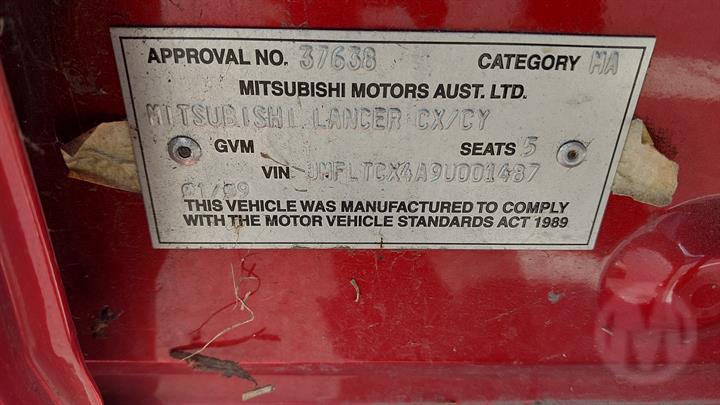 APPROVAL NO. 37638 CATEGORY MA
MITSUBISHI MOTORS AUST. LTD.
MITSUBISHI LANCER CX/CY
GVM SEATS 5
VIN JMFLTCX4A9U001487
01/09
THIS VEHICLE WAS MANUFACTURED TO COMPLY
WITH THE MOTOR VEHICLE STANDARDS ACT 1989
M